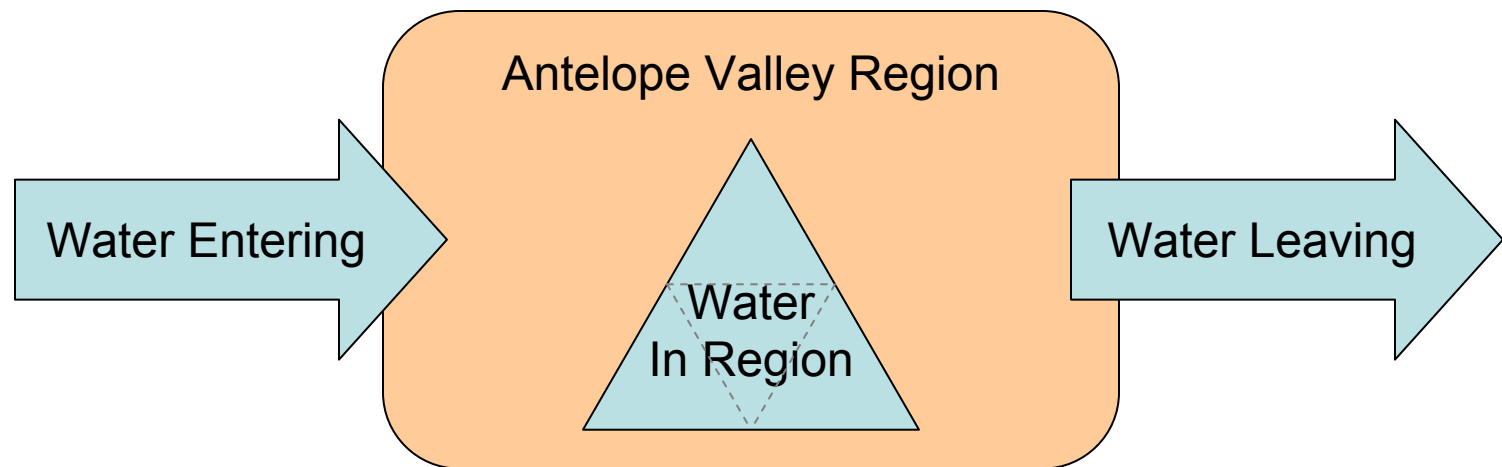 Antelope Valley Region
Water Entering
Water
In Region
Water Leaving